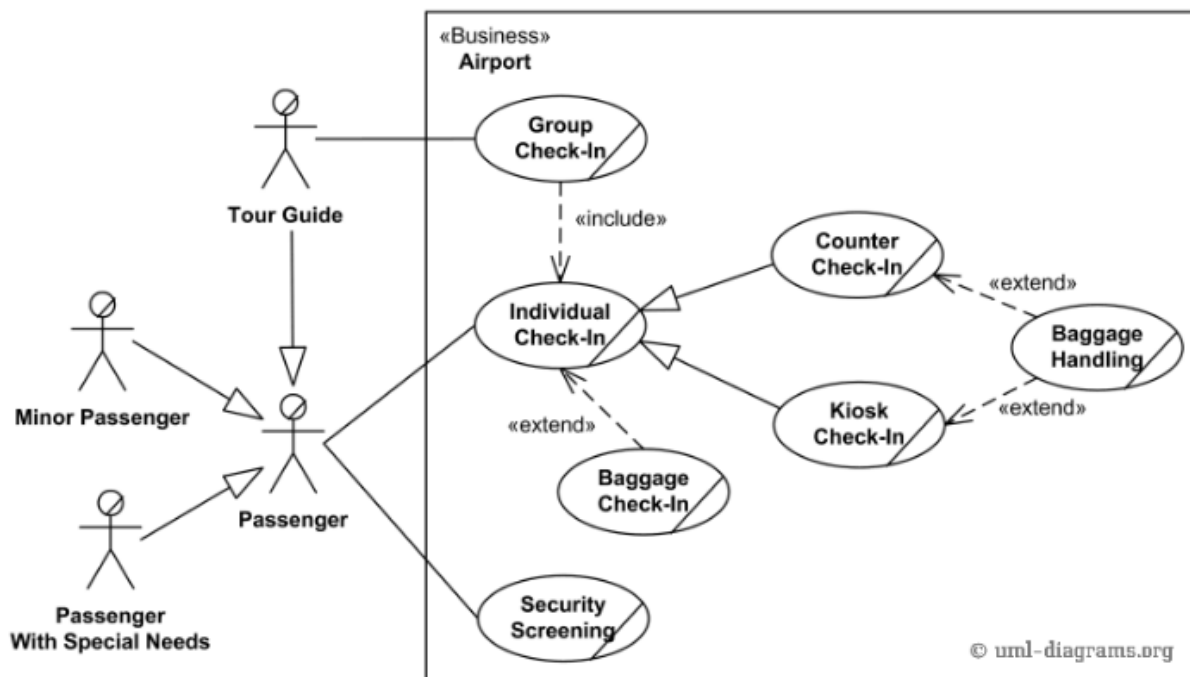 «Business»
Airport
Group
Check-In
Tour Guide
«include»
Counter
Check-In
«extend»
Individual
Check-In
Baggage
Handling
Minor Passenger
«extend»
Kiosk
Check-In
«extend»
Baggage
Check-In
Passenger
Passenger
With Special Needs
Security
Screening
© uml-diagrams.org